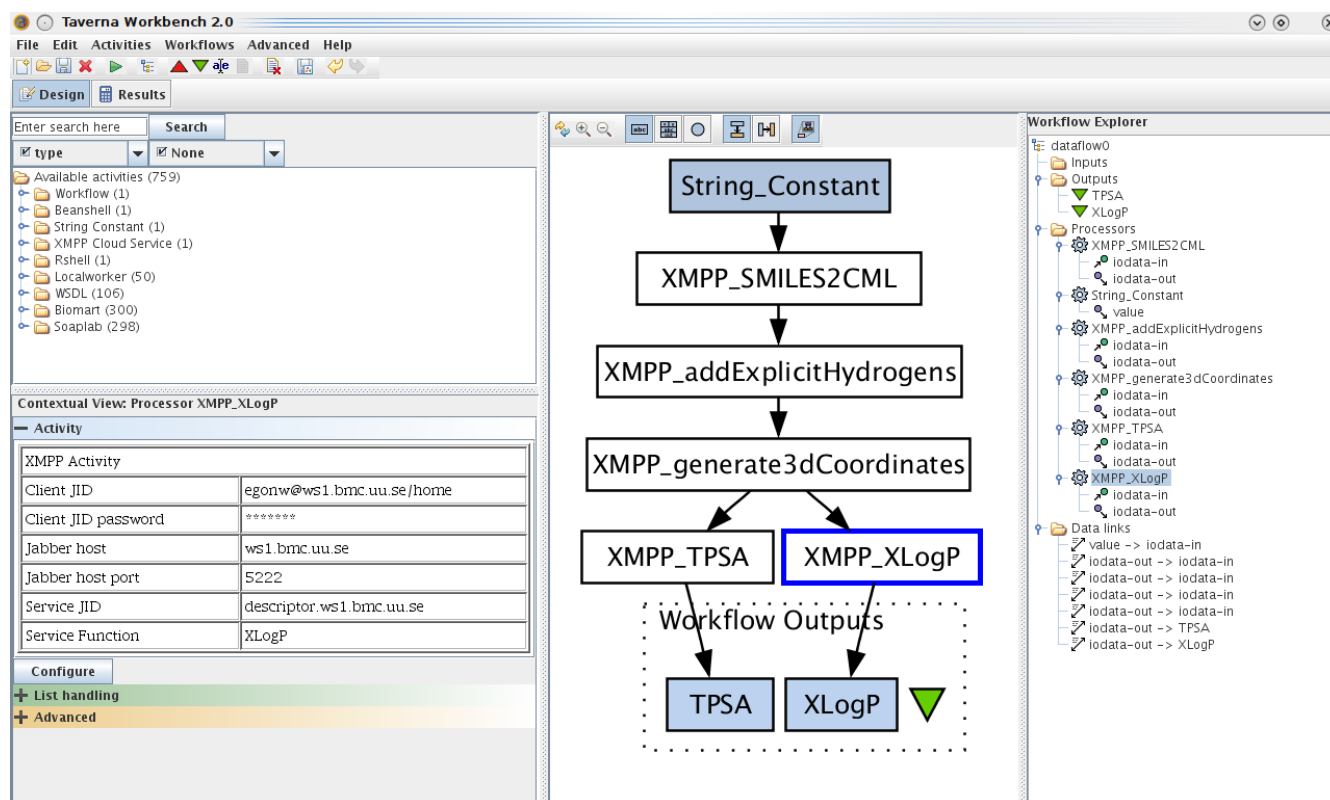 Taverna Workbench 2.0
File Edit Activities Workflows Advanced Help
Design Results
Enter search here Search
type None
Available activities (759)
Workflow (1)
Beanshell (1)
String Constant (1)
XMPP Cloud Service (1)
Rshell (1)
Localworker (50)
WSDL (106)
Biomart (300)
Soaplab (298)
Contextual View: Processor XMPP_XLogP
Activity
XMPP Activity
Client JID egonw@ws1.bmc.uu.se/home
Client JID password *******
Jabber host ws1.bmc.uu.se
Jabber host port 5222
Service JID descriptor.ws1.bmc.uu.se
Service Function XLogP
Configure
List handling
Advanced
String_Constant
XMPP_SMILES2CML
XMPP_addExplicitHydrogens
XMPP_generate3dCoordinates
XMPP_TPSA XMPP_XLogP
Workflow Outputs
TPSA XLogP
Workflow Explorer
dataflow0
Inputs
Outputs
TPSA
XLogP
Processors
XMPP_SMILES2CML
iodata-in
iodata-out
String_Constant
value
XMPP_addExplicitHydrogens
iodata-in
iodata-out
XMPP_generate3dCoordinates
iodata-in
iodata-out
XMPP_TPSA
iodata-in
iodata-out
XMPP_XLogP
iodata-in
iodata-out
Data links
value -> iodata-in
iodata-out -> iodata-in
iodata-out -> iodata-in
iodata-out -> iodata-in
iodata-out -> iodata-in
iodata-out -> TPSA
iodata-out -> XLogP